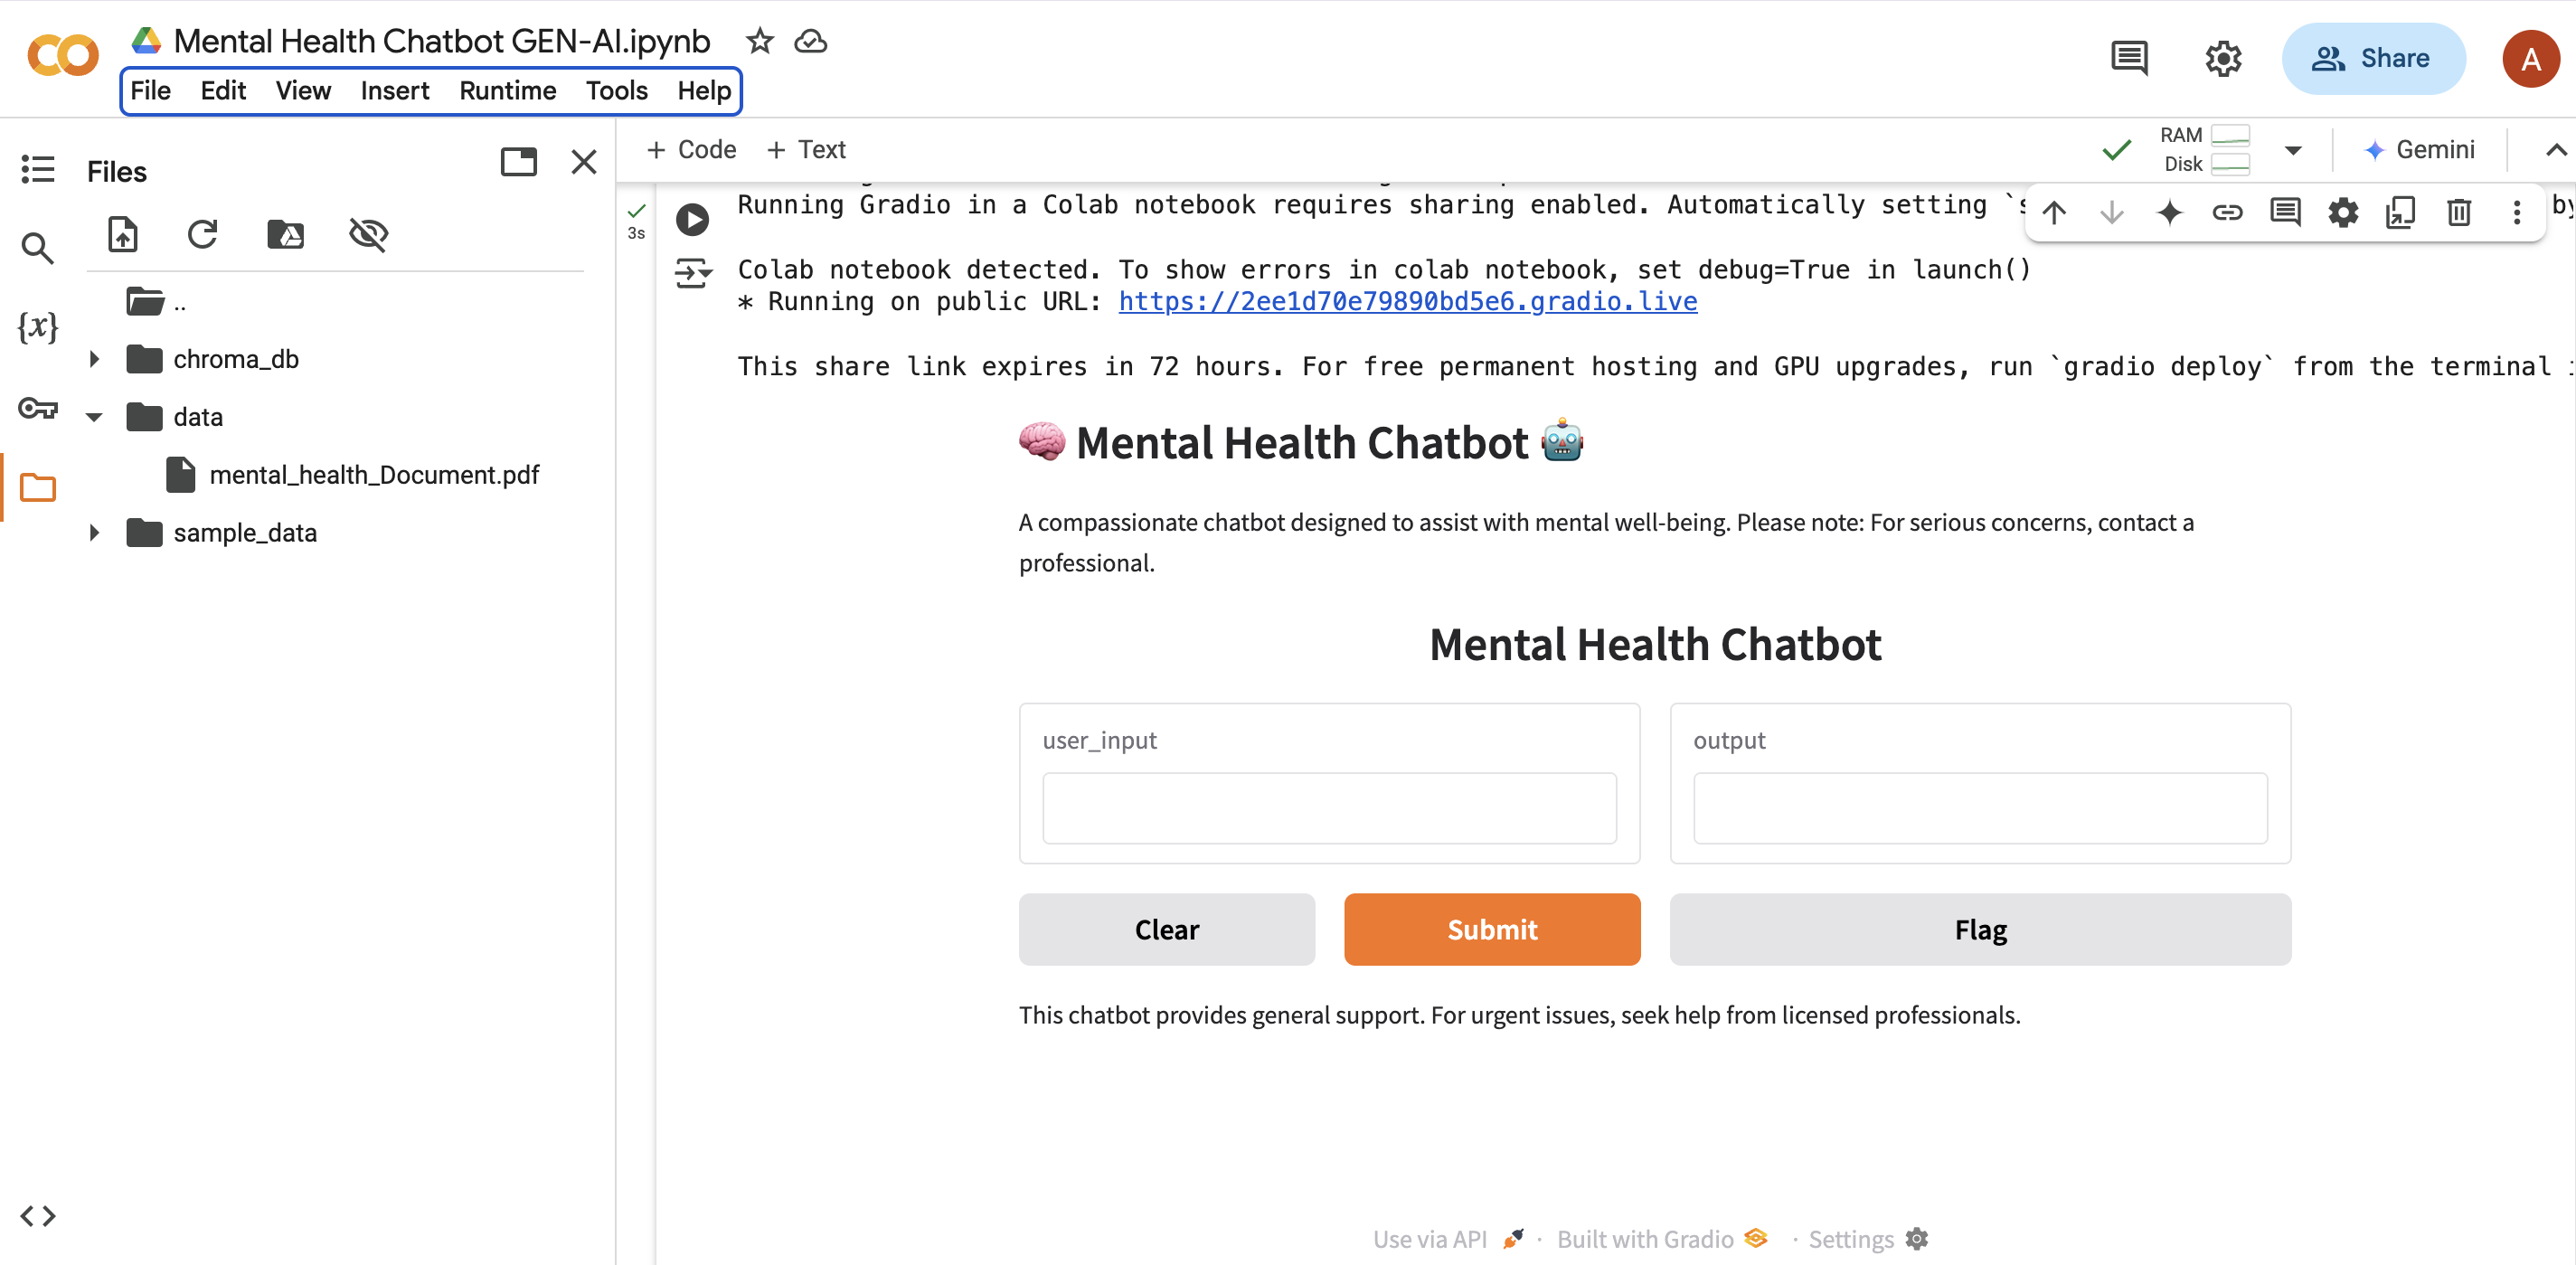 Mental Health Chatbot GEN-AI.ipynb
File Edit View Insert Runtime Tools Help
Share
A
Files
..
chroma_db
data
mental_health_Document.pdf
sample_data
+ Code + Text
RAM
Disk
Gemini
3s
Running Gradio in a Colab notebook requires sharing enabled. Automatically setting `s
by
Colab notebook detected. To show errors in colab notebook, set debug=True in launch()
* Running on public URL: https://2ee1d70e79890bd5e6.gradio.live
This share link expires in 72 hours. For free permanent hosting and GPU upgrades, run `gradio deploy` from the terminal
🧠 Mental Health Chatbot 🤖
A compassionate chatbot designed to assist with mental well-being. Please note: For serious concerns, contact a
professional.
Mental Health Chatbot
user_input
output
Clear
Submit
Flag
This chatbot provides general support. For urgent issues, seek help from licensed professionals.
Use via API · Built with Gradio · Settings